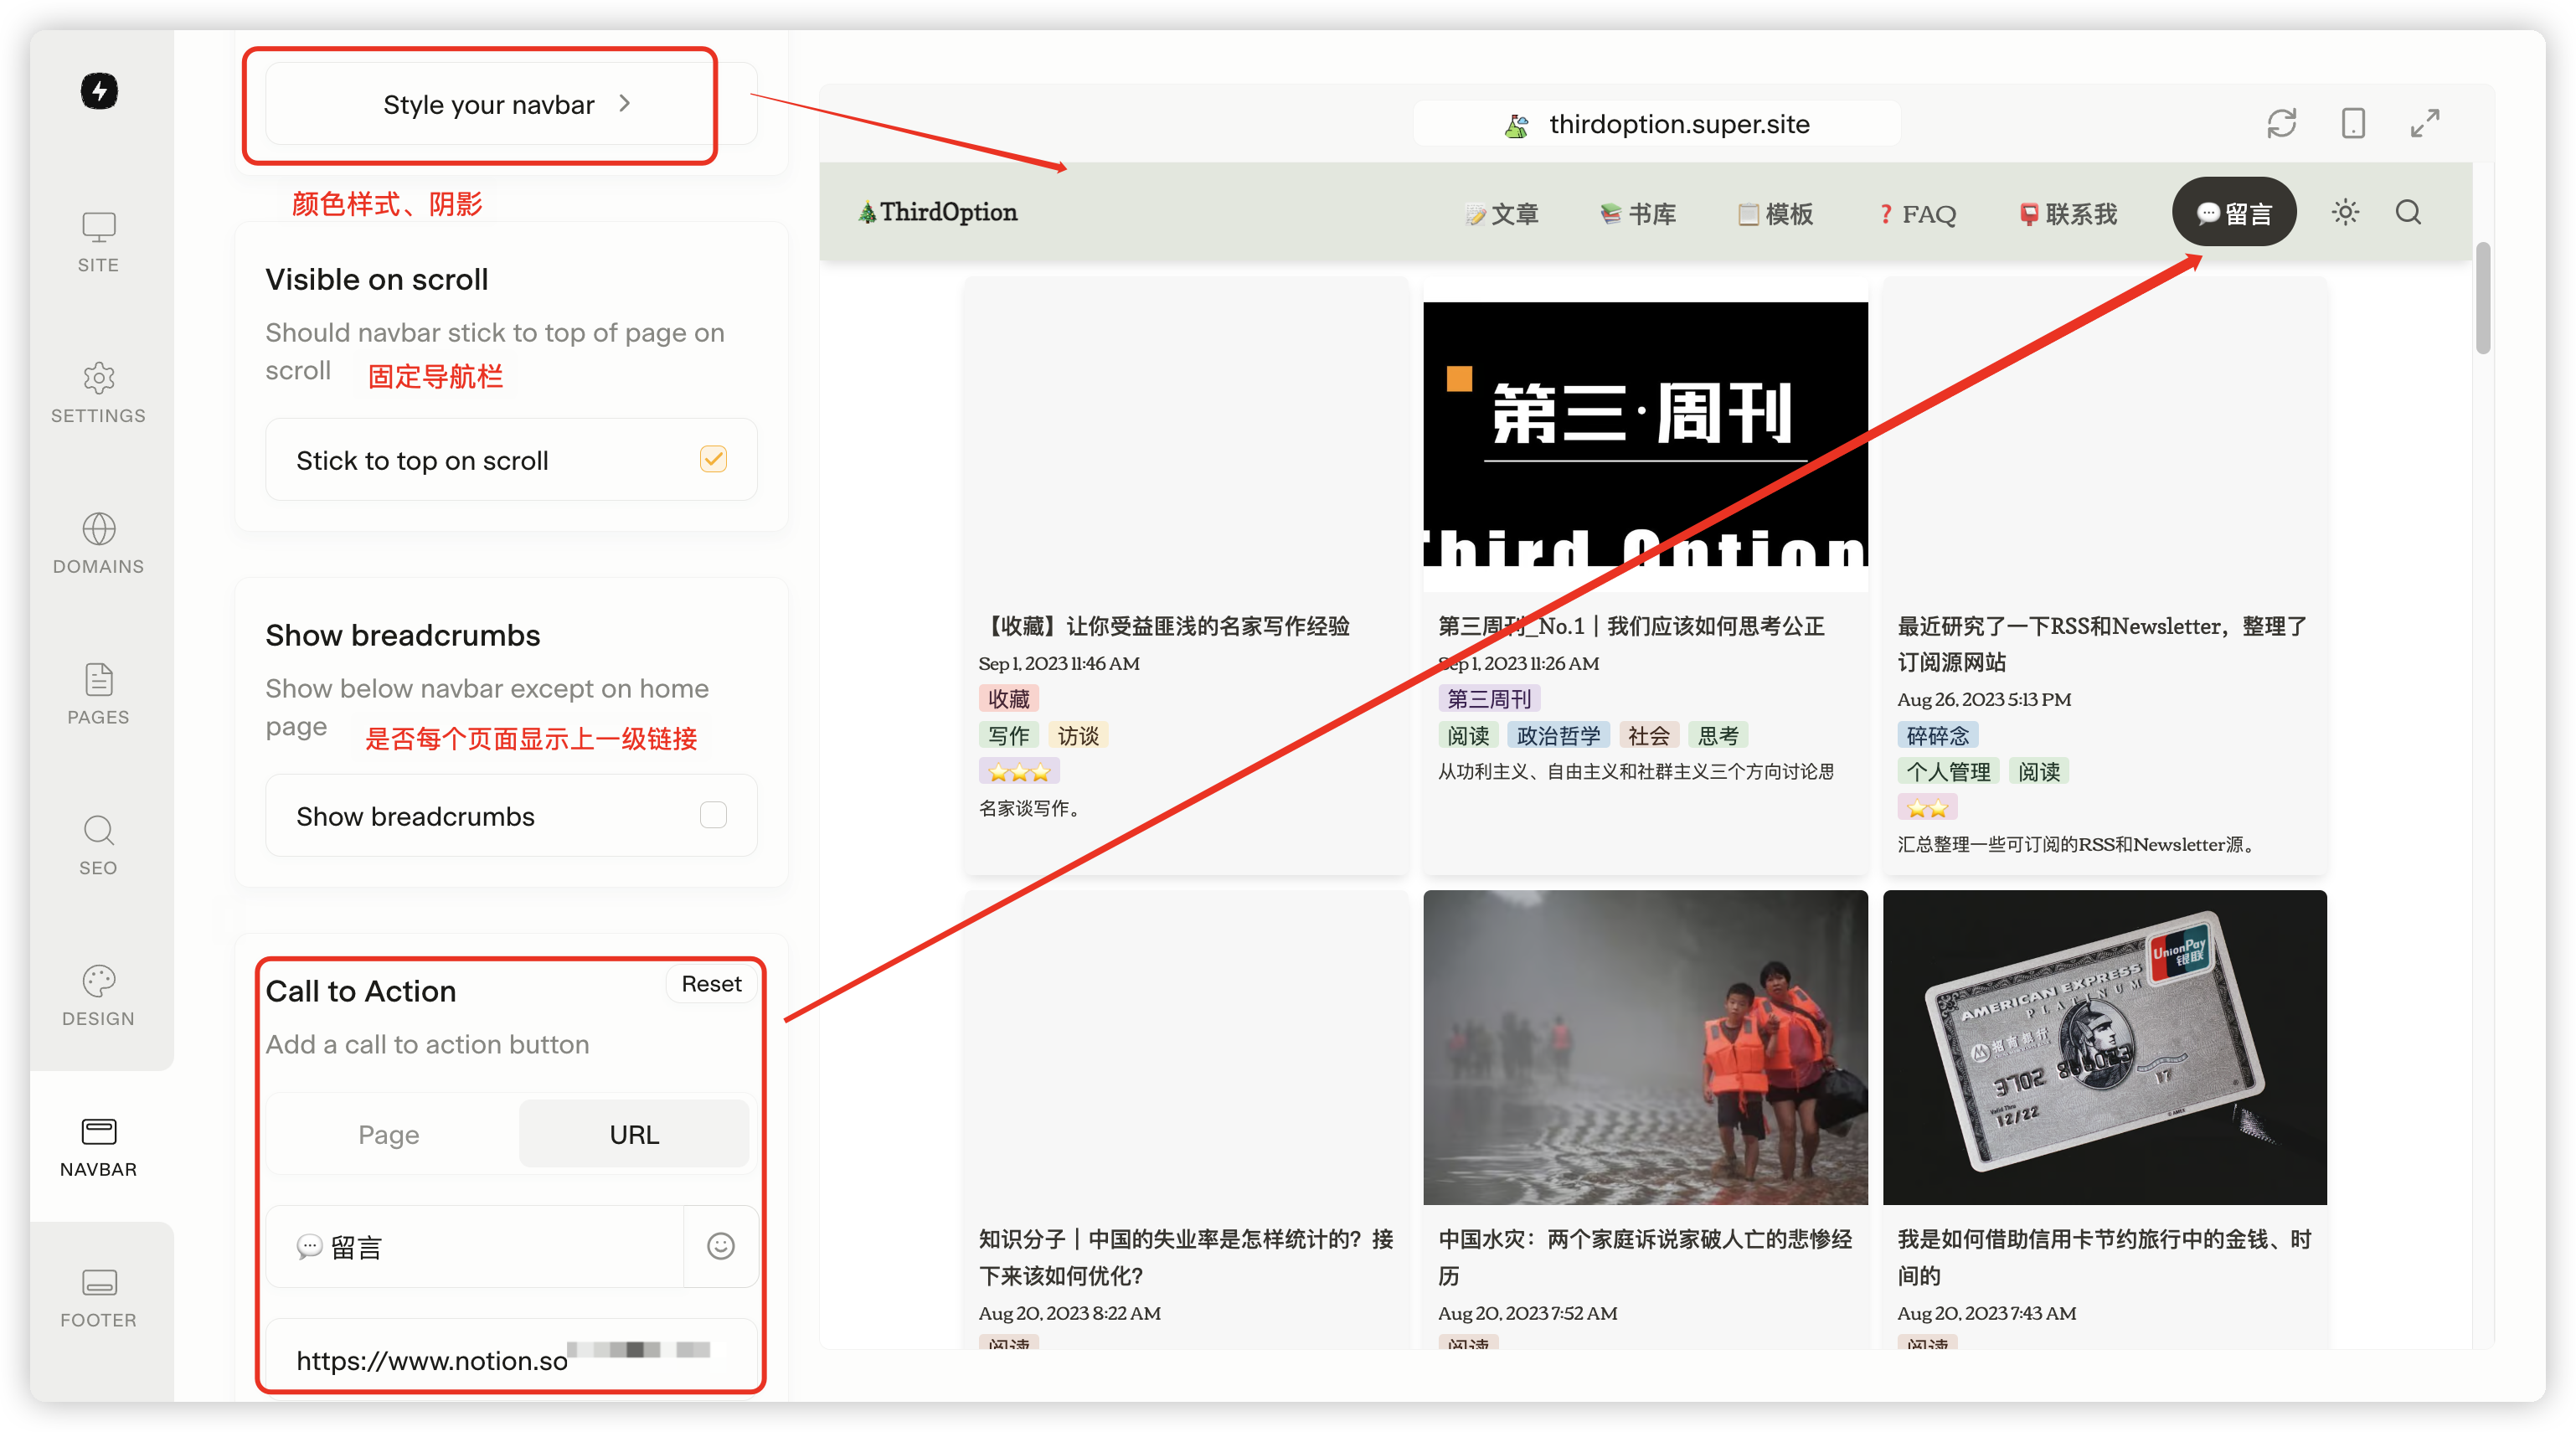 SITE
SETTINGS
DOMAINS
PAGES
SEO
DESIGN
NAVBAR
FOOTER
Style your navbar
颜色样式、阴影
Visible on scroll
Should navbar stick to top of page on
scroll
固定导航栏
Stick to top on scroll
Show breadcrumbs
Show below navbar except on home
page
是否每个页面显示上一级链接
Show breadcrumbs
Call to Action
Reset
Add a call to action button
Page
URL
💬 留言
https://www.notion.so
thirdoption.super.site
🎄ThirdOption
📝文章
📚书库
📋模板
❓FAQ
📮联系我
💬留言
【收藏】让你受益匪浅的名家写作经验
Sep 1, 2023 11:46 AM
收藏
写作 访谈
⭐⭐⭐
名家谈写作。
第三·周刊
Third Option
第三周刊_No.1｜我们应该如何思考公正
Sep 1, 2023 11:26 AM
第三周刊
阅读 政治哲学 社会 思考
从功利主义、自由主义和社群主义三个方向讨论思
最近研究了一下RSS和Newsletter，整理了
订阅源网站
Aug 26, 2023 5:13 PM
碎碎念
个人管理 阅读
⭐⭐
汇总整理一些可订阅的RSS和Newsletter源。
知识分子｜中国的失业率是怎样统计的？接
下来该如何优化？
Aug 20, 2023 8:22 AM
阅读
中国水灾：两个家庭诉说家破人亡的悲惨经
历
Aug 20, 2023 7:52 AM
阅读
UnionPay
银联
AMERICAN EXPRESS
PLATINUM
招商银行
3702
12/22
17
我是如何借助信用卡节约旅行中的金钱、时
间的
Aug 20, 2023 7:43 AM
阅读